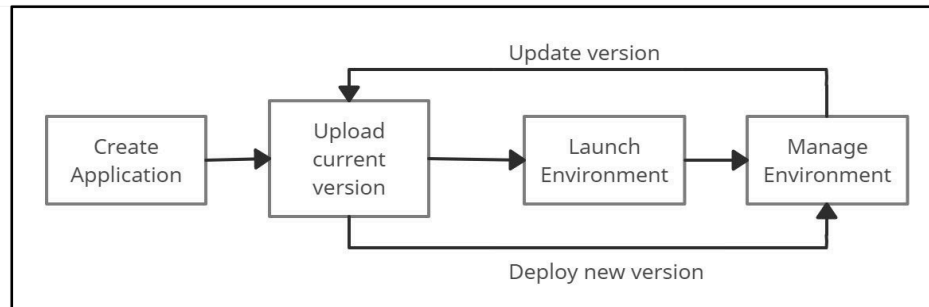 Update version
Create
Application
Upload
current
version
Launch
Environment
Manage
Environment
Deploy new version